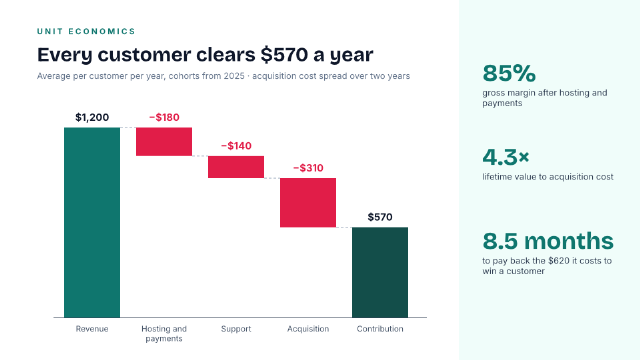 UNIT ECONOMICS
Every customer clears $570 a year
Average per customer per year, cohorts from 2025 · acquisition cost spread over two years
$1,200
−$180
−$140
−$310
$570
Revenue
Hosting and
payments
Support
Acquisition
Contribution
85%
gross margin after hosting and
payments
4.3×
lifetime value to acquisition cost
8.5 months
to pay back the $620 it costs to
win a customer